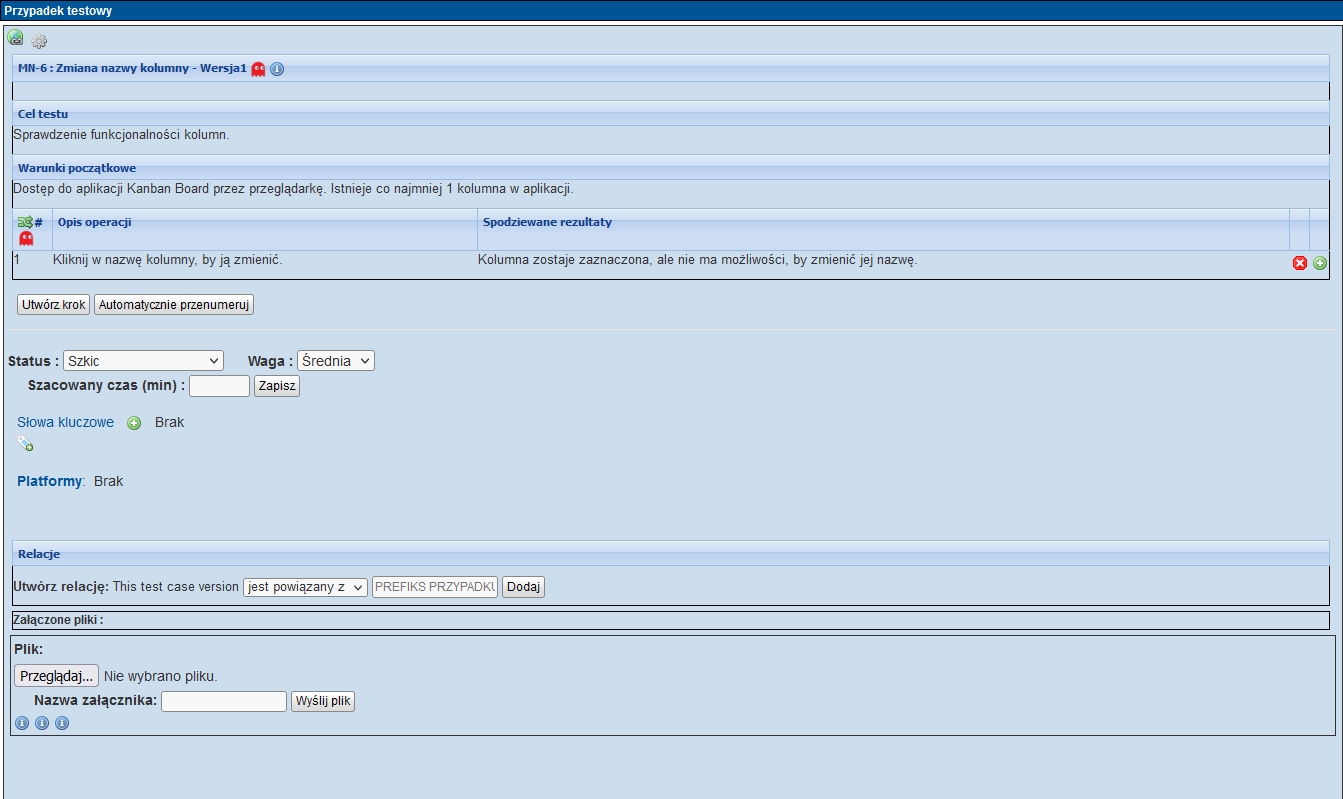 Przypadek testowy
MN-6 : Zmiana nazwy kolumny - Wersja1
Cel testu
Sprawdzenie funkcjonalności kolumn.
Warunki początkowe
Dostęp do aplikacji Kanban Board przez przeglądarkę. Istnieje co najmniej 1 kolumna w aplikacji.
# Opis operacji Spodziewane rezultaty
1 Kliknij w nazwę kolumny, by ją zmienić. Kolumna zostaje zaznaczona, ale nie ma możliwości, by zmienić jej nazwę.
Utwórz krok Automatycznie przenumeruj
Status : Szkic Waga : Średnia
Szacowany czas (min) : Zapisz
Słowa kluczowe Brak
Platformy: Brak
Relacje
Utwórz relację: This test case version jest powiązany z PREFIKS PRZYPADKU Dodaj
Załączone pliki :
Plik:
Przeglądaj... Nie wybrano pliku.
Nazwa załącznika: Wyślij plik